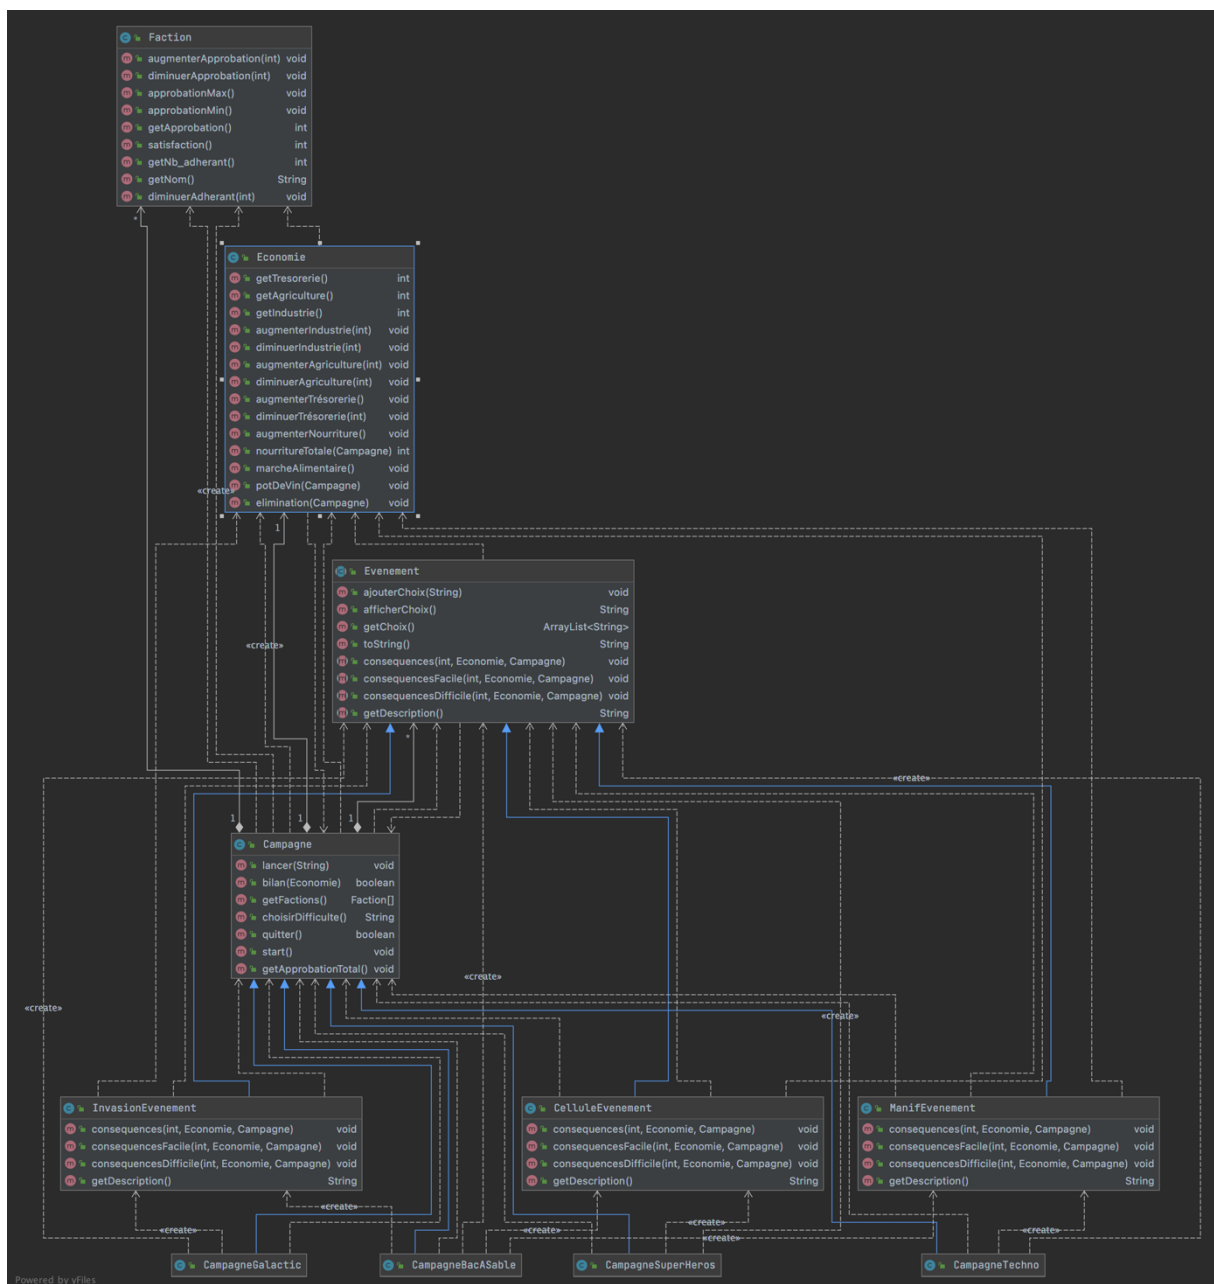 Faction
augmenterApprobation(int) void
diminuerApprobation(int) void
approbationMax() void
approbationMin() void
getApprobation() int
satisfaction() int
getNb_adherant() int
getNom() String
diminuerAdherant(int) void
*
Economie
getTresorerie() int
getAgriculture() int
getIndustrie() int
augmenterIndustrie(int) void
diminuerIndustrie(int) void
augmenterAgriculture(int) void
diminuerAgriculture(int) void
augmenterTrésorerie() void
diminuerTrésorerie(int) void
augmenterNourriture() void
nourritureTotale(Campagne) int
marcheAlimentaire() void
potDeVin(Campagne) void
«create»
elimination(Campagne) void
1
Evenement
ajouterChoix(String) void
afficherChoix() String
getChoix() ArrayList<String>
toString() String
«create»
consequences(int, Economie, Campagne) void
consequencesFacile(int, Economie, Campagne) void
consequencesDifficile(int, Economie, Campagne) void
getDescription() String
*
«create»
1 1 1
Campagne
lancer(String) void
bilan(Economie) boolean
getFactions() Faction[]
choisirDifficulte() String
quitter() boolean
start() void
getApprobationTotal() void
«create»
«create»
«create»
InvasionEvenement
consequences(int, Economie, Campagne) void
consequencesFacile(int, Economie, Campagne) void
consequencesDifficile(int, Economie, Campagne) void
getDescription() String
CelluleEvenement
consequences(int, Economie, Campagne) void
consequencesFacile(int, Economie, Campagne) void
consequencesDifficile(int, Economie, Campagne) void
getDescription() String
ManifEvenement
consequences(int, Economie, Campagne) void
consequencesFacile(int, Economie, Campagne) void
consequencesDifficile(int, Economie, Campagne) void
getDescription() String
«create»
«create»
«create»
«create»
«create»
«create»
CampagneGalactic
CampagneBacASable
CampagneSuperHeros
CampagneTechno
Powered by yFiles